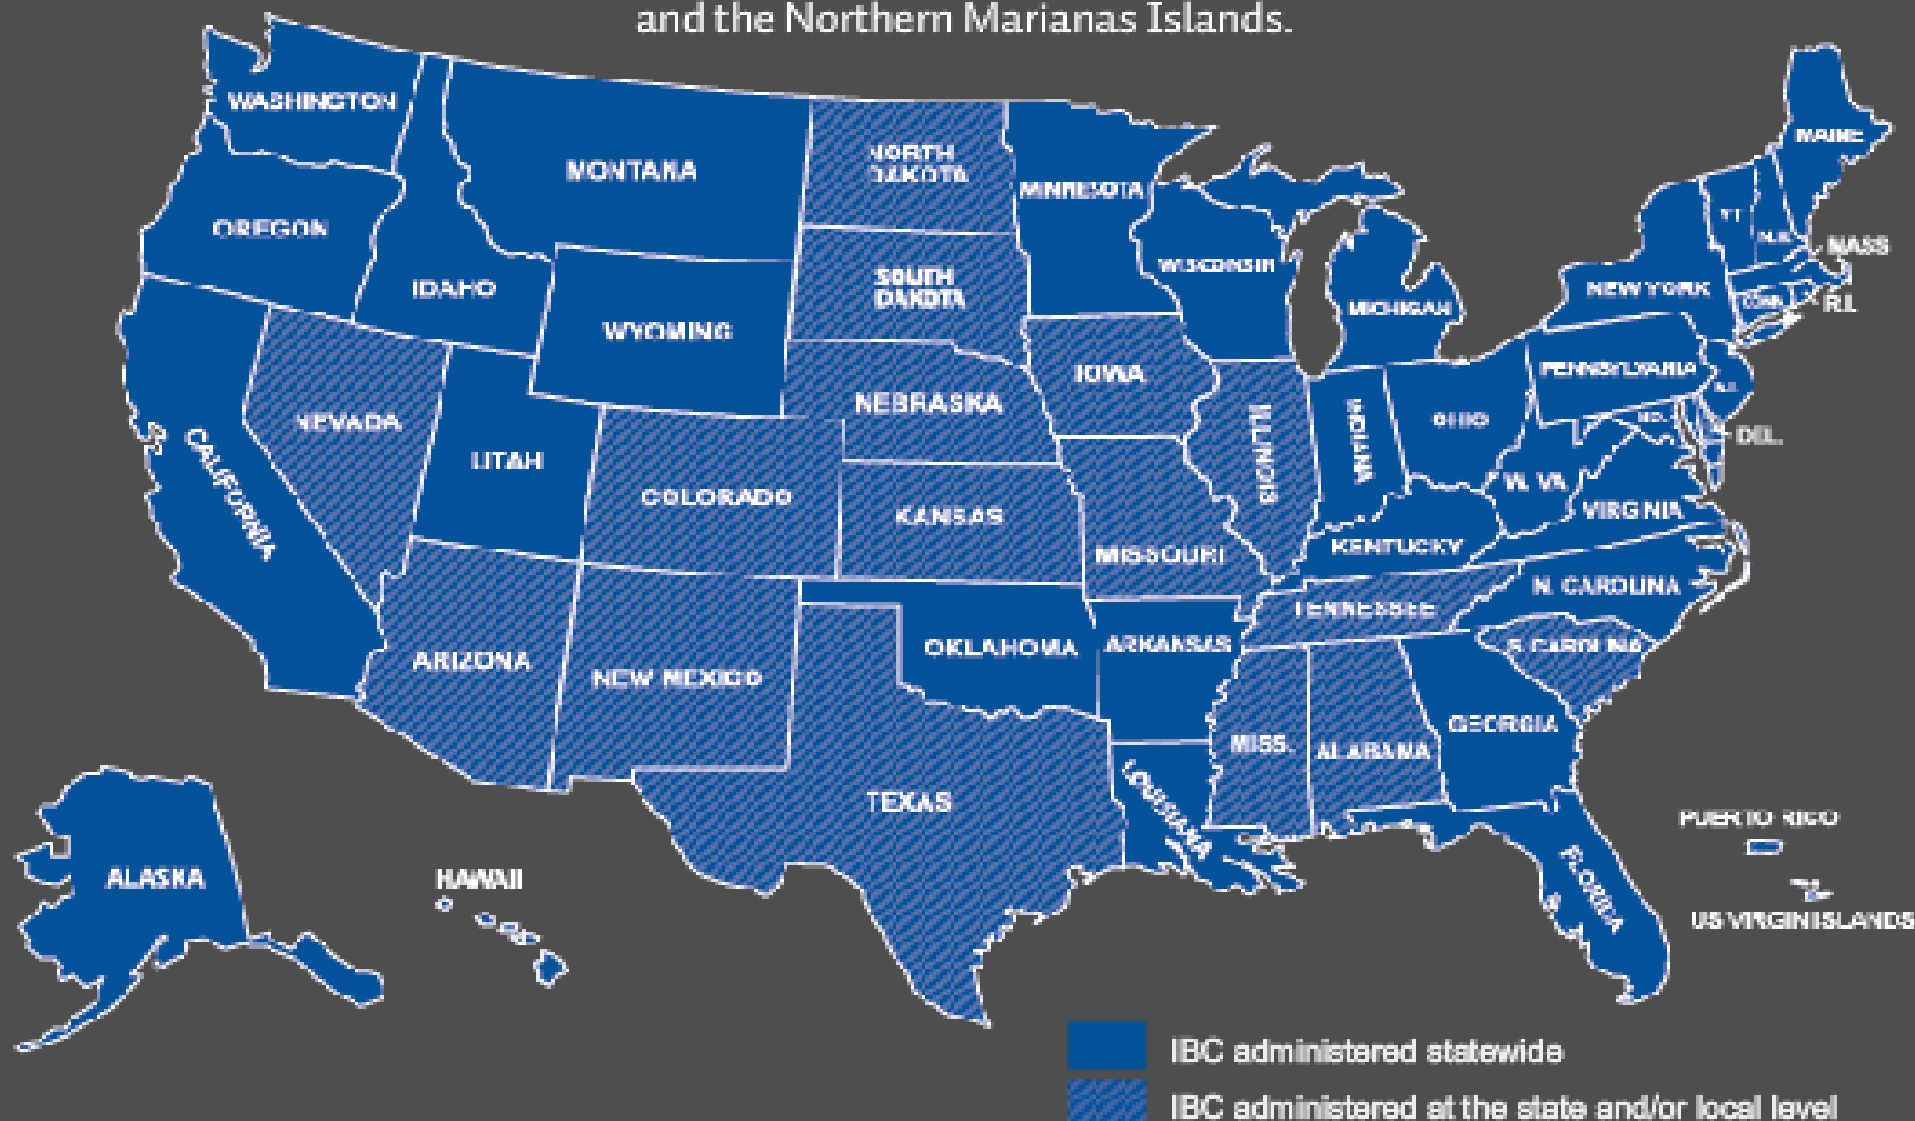 and the Northern Marianas Islands.
WASHINGTON
MONTANA
NORTH
DAKOTA
MINNESOTA
MAINE
OREGON
IDAHO
WYOMING
SOUTH
DAKOTA
WISCONSIN
MICHIGAN
NEW YORK
VT
N.H.
MASS
CONN
R.I.
NEVADA
UTAH
CALIFORNIA
COLORADO
NEBRASKA
IOWA
KANSAS
MISSOURI
ILLINOIS
INDIANA
OHIO
PENNSYLVANIA
N.J.
MD.
DEL.
W. VA
VIRGINIA
KENTUCKY
N. CAROLINA
TENNESSEE
S CAROLINA
ARIZONA
NEW MEXICO
OKLAHOMA
ARKANSAS
TEXAS
LOUISIANA
MISS.
ALABAMA
GEORGIA
FLORIDA
ALASKA
HAWAII
PUERTO RICO
US VIRGIN ISLANDS
IBC administered statewide
IBC administered at the state and/or local level